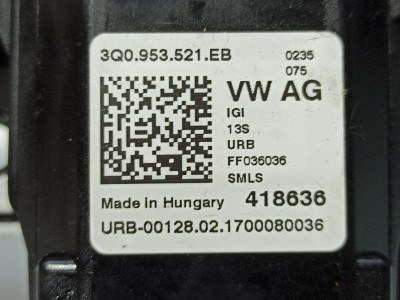 3Q0.953.521.EB 0235
075
VW AG
IGI
13S
URB
FF036036
SMLS
Made in Hungary 418636
URB-00128.02.1700080036